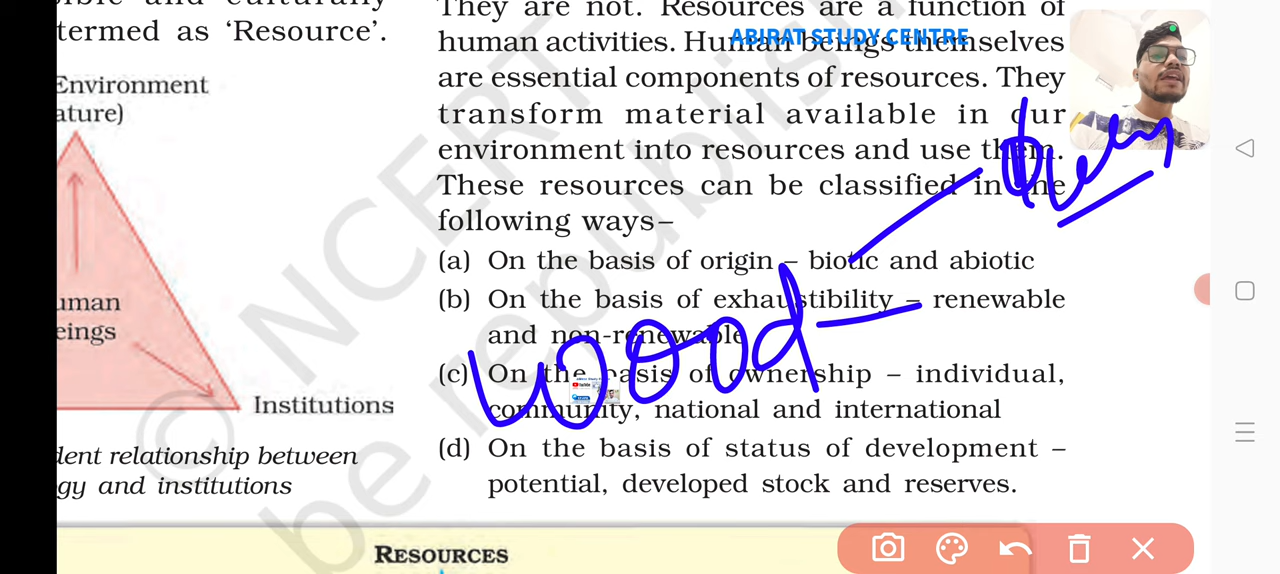 termed as ‘Resource’.
Environment
ature)
uman
eings
Institutions
dent relationship between
gy and institutions
They are not. Resources are a function of
human activities. Human beings themselves
ABIRAT STUDY CENTRE
are essential components of resources. They
transform material available in our
environment into resources and use them.
These resources can be classified in the
following ways–
(a) On the basis of origin – biotic and abiotic
(b) On the basis of exhaustibility – renewable
and non-renewable
(c) On the basis of ownership – individual,
community, national and international
(d) On the basis of status of development –
potential, developed stock and reserves.
wood
© NCERT
be republish
RESOURCES